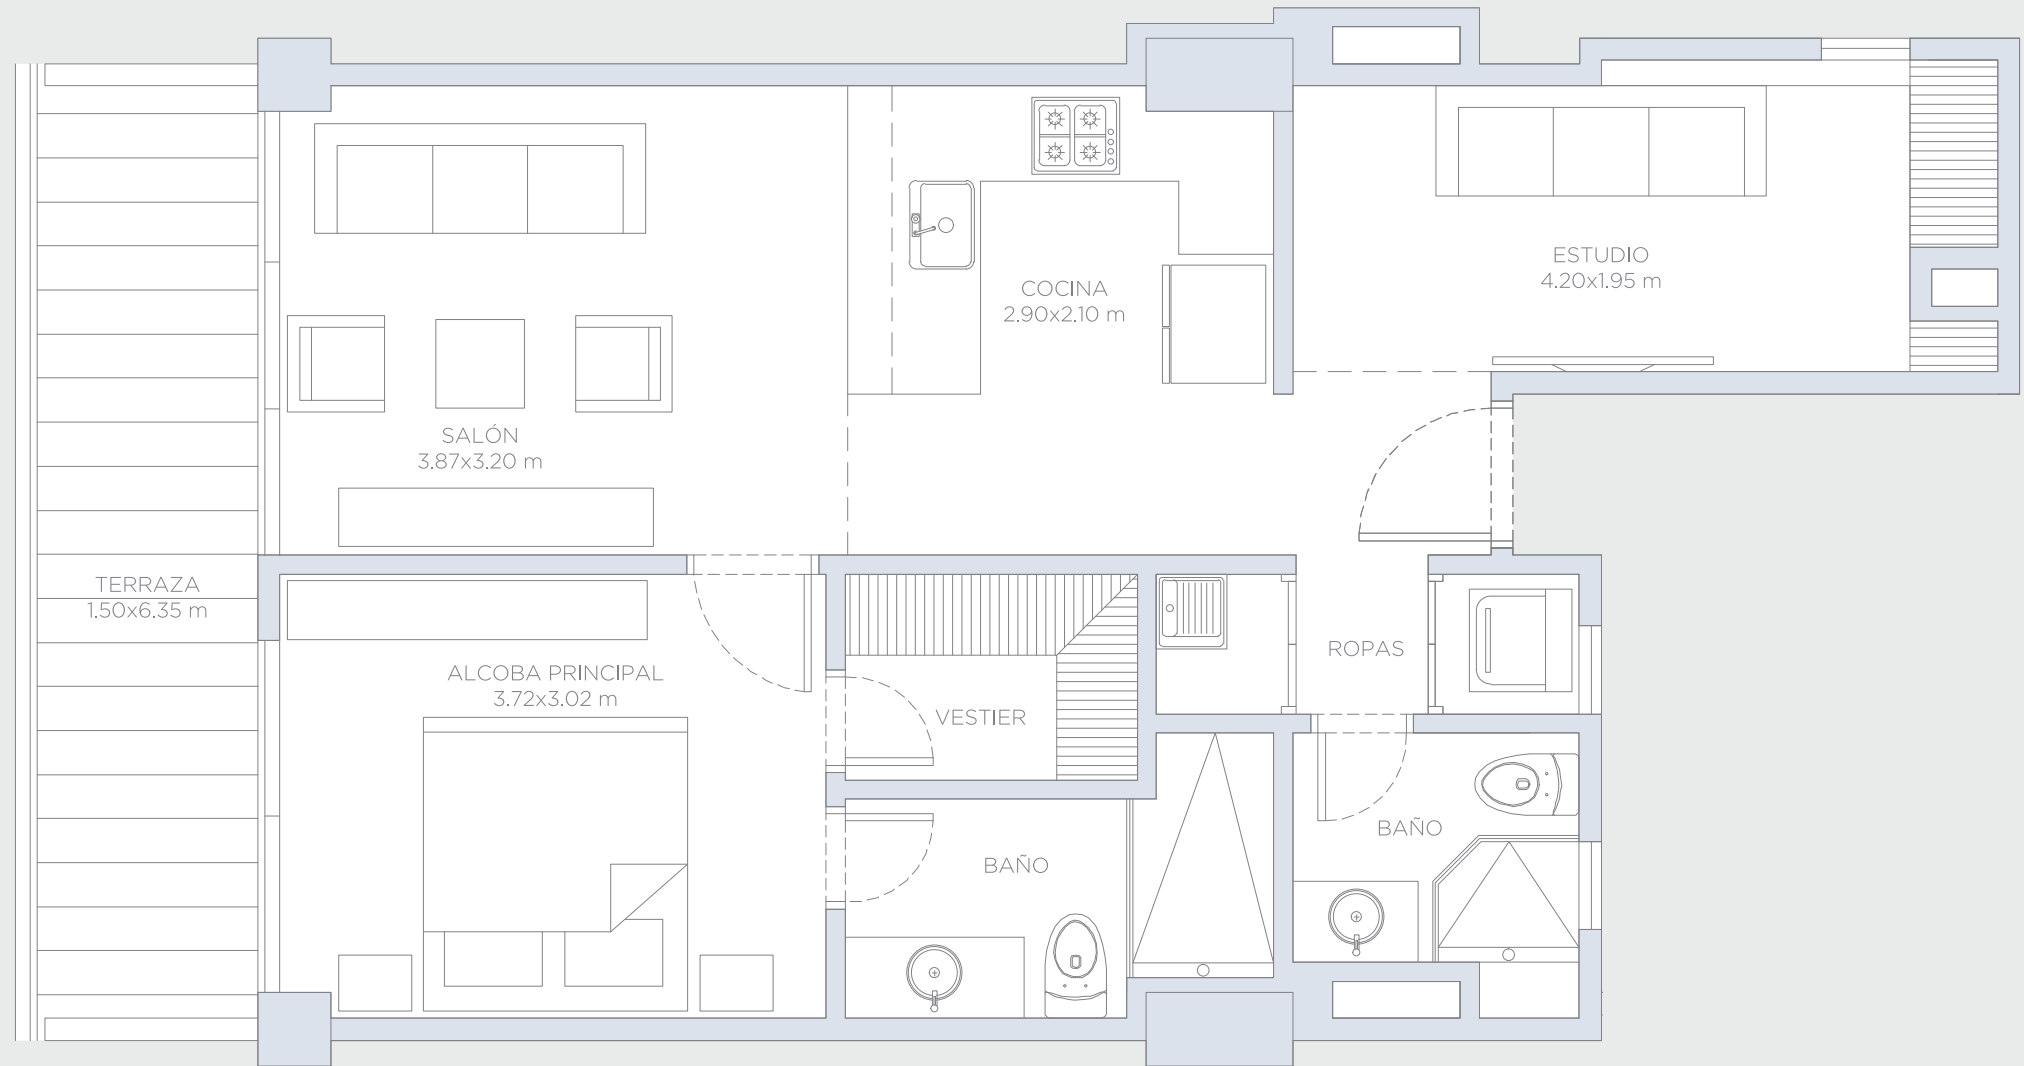 ESTUDIO
4.20x1.95 m
COCINA
2.90x2.10 m
SALÓN
3.87x3.20 m
TERRAZA
1.50x6.35 m
ROPAS
ALCOBA PRINCIPAL
3.72x3.02 m
VESTIER
BAÑO
BAÑO